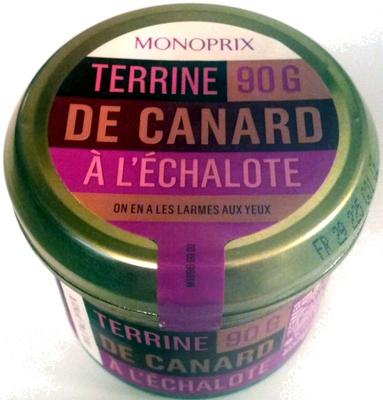 MONOPRIX
TERRINE 90 G
DE CANARD
À L'ÉCHALOTE
ON EN A LES LARMES AUX YEUX
TERRINE 90 G
DE CANARD
À L'ÉCHALOTE